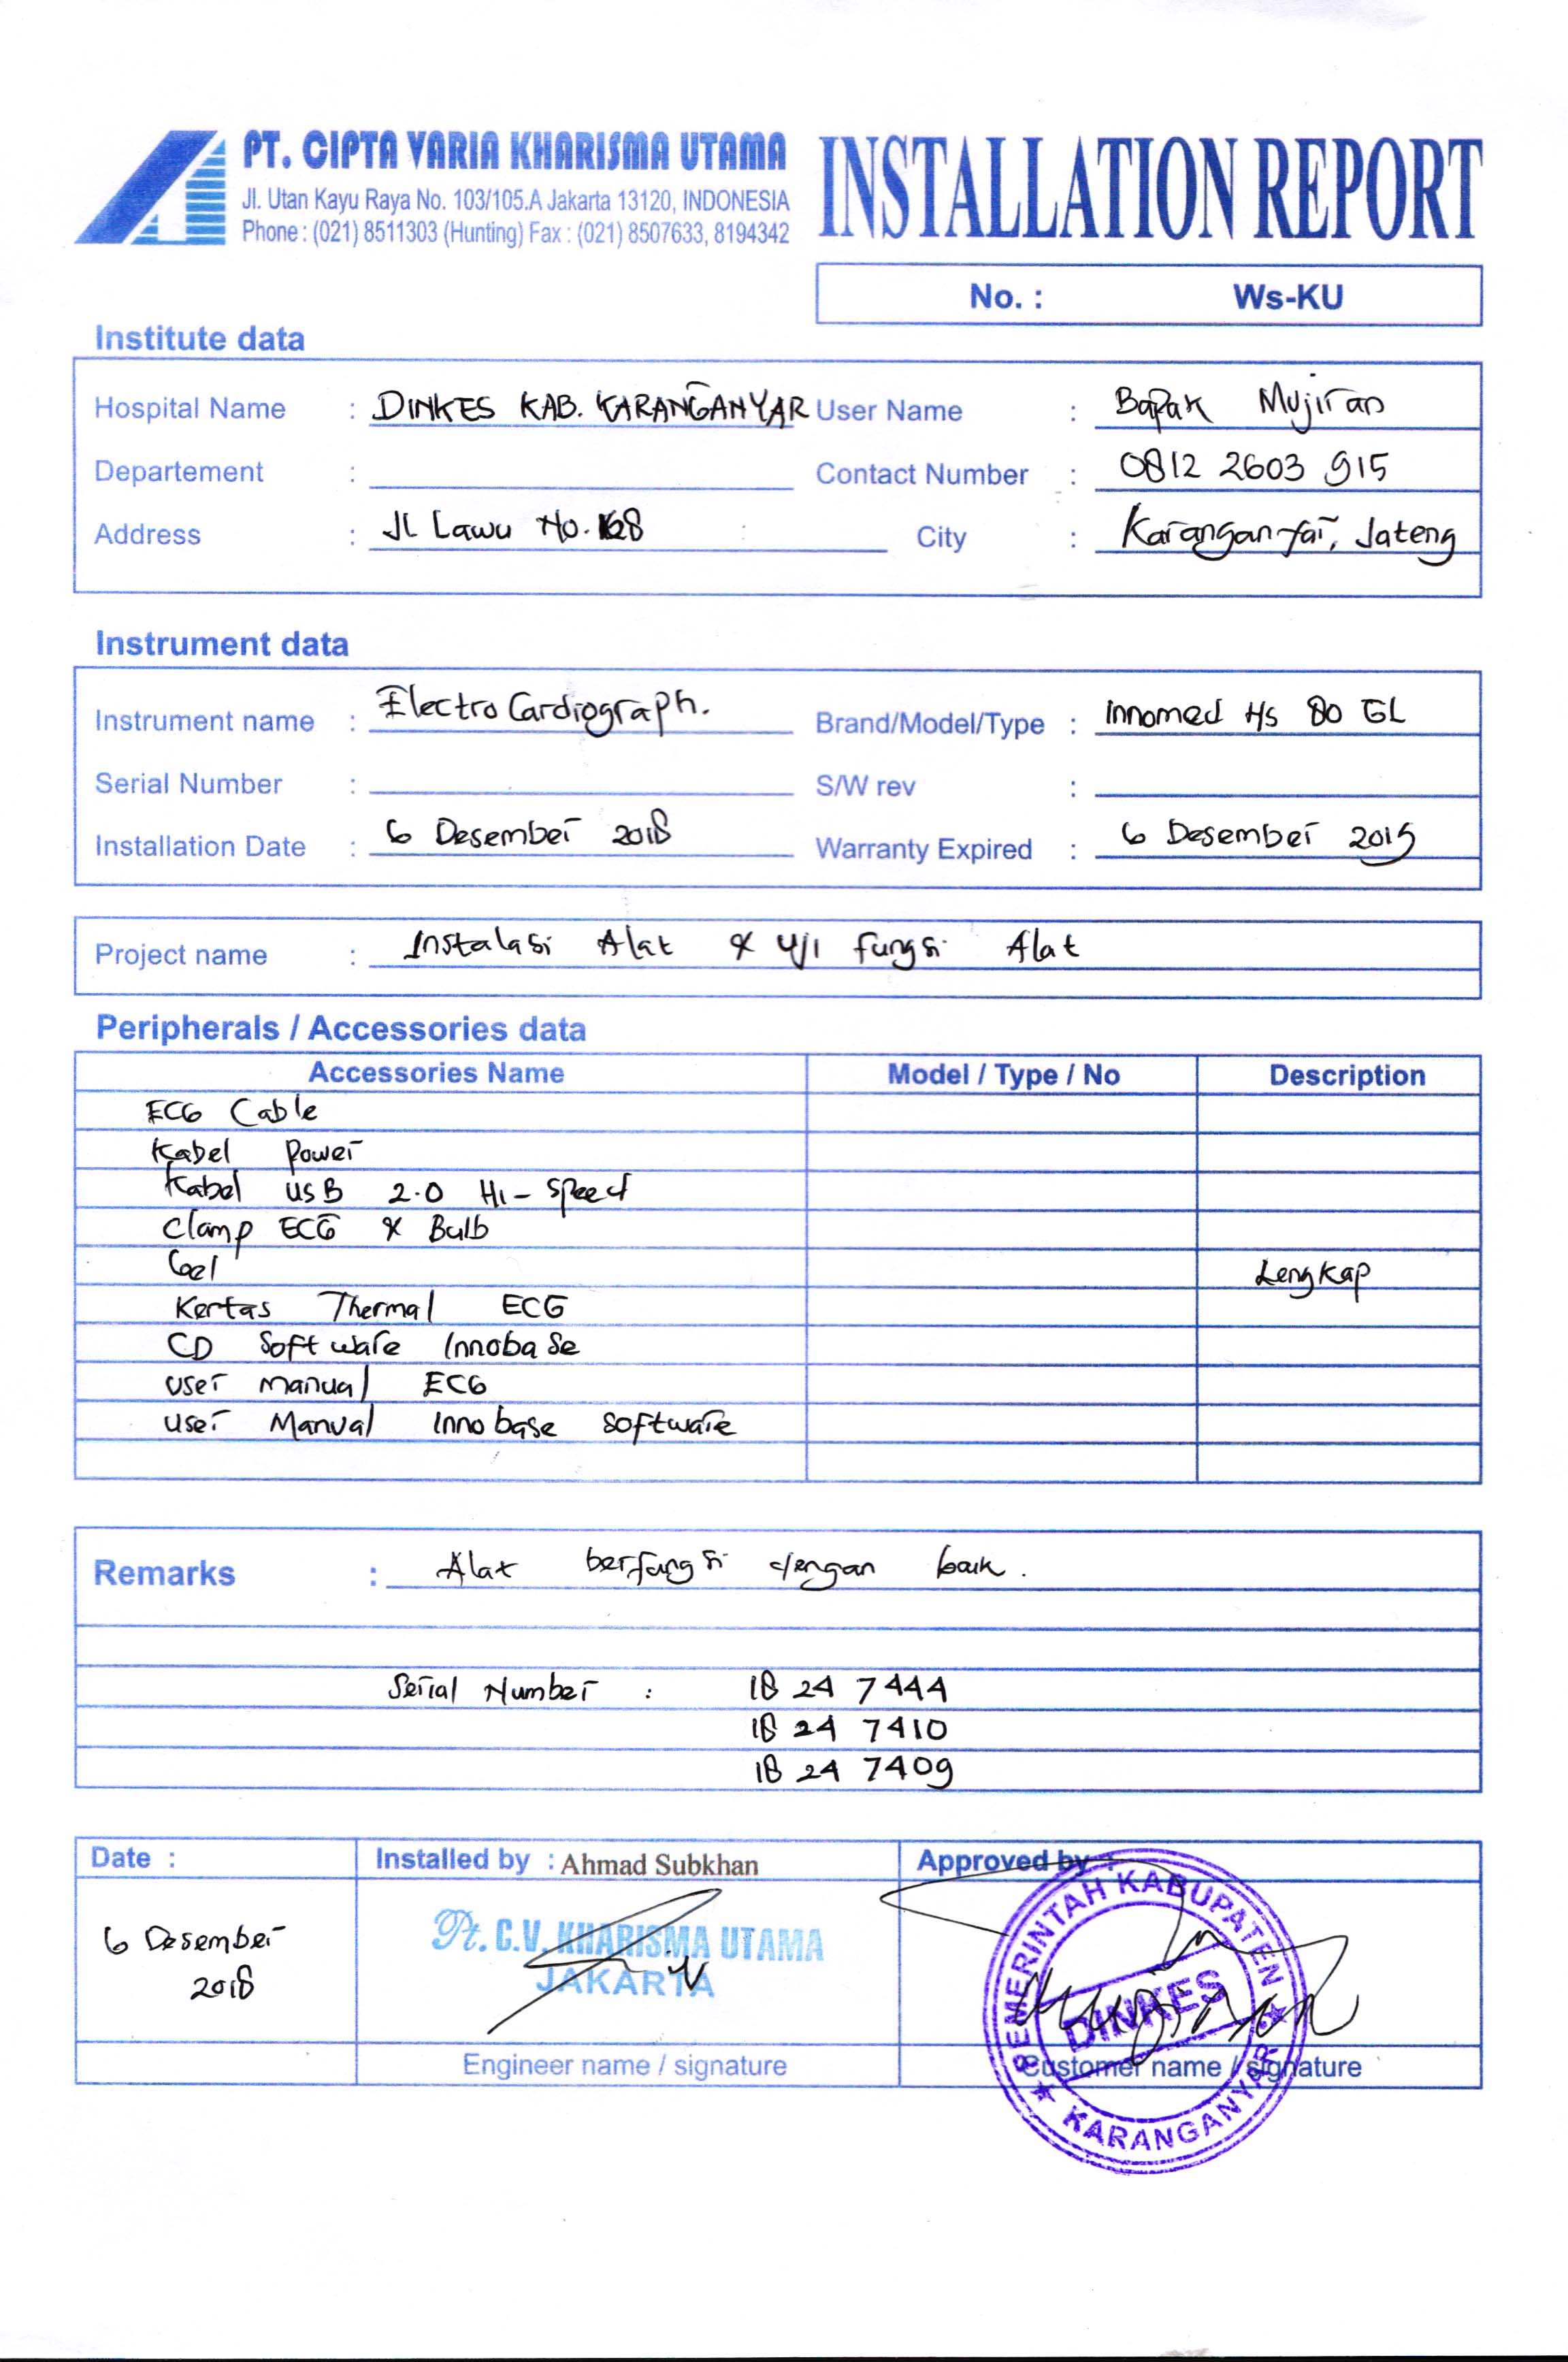 PT. CIPTA VARIA KHARISMA UTAMA
Jl. Utan Kayu Raya No. 103/105.A Jakarta 13120, INDONESIA
Phone : (021) 8511303 (Hunting) Fax : (021) 8507633, 8194342
INSTALLATION REPORT
No. : Ws-KU
Institute data
Hospital Name : DINKES KAB. KARANGANYAR User Name : Bapak Mujiran
Departement : Contact Number : 0812 2603 915
Address : Jl Lawu No. 168 City : Karanganyar, Jateng
Instrument data
Instrument name : Electro Cardiograph. Brand/Model/Type : Innomed Hs 80 GL
Serial Number : S/W rev :
Installation Date : 6 Desember 2018 Warranty Expired : 6 Desember 2019
Project name : Instalasi Alat & Uji fungsi Alat
Peripherals / Accessories data
Accessories Name Model / Type / No Description
ECG Cable
Kabel Power
Kabel USB 2.0 Hi-Speed
Clamp ECG & Bulb
Gel Lengkap
Kertas Thermal ECG
CD Software Innobase
User Manual ECG
User Manual Innobase Software
Remarks : Alat berfungsi dengan baik.
Serial Number : 18 24 7444
18 24 7410
18 24 7409
Date : Installed by : Ahmad Subkhan Approved by :
6 Desember
2018
Pt. C.V. KHARISMA UTAMA
JAKARTA
PEMERINTAH KABUPATEN
DINKES
KARANGANYAR
Engineer name / signature Customer name / signature